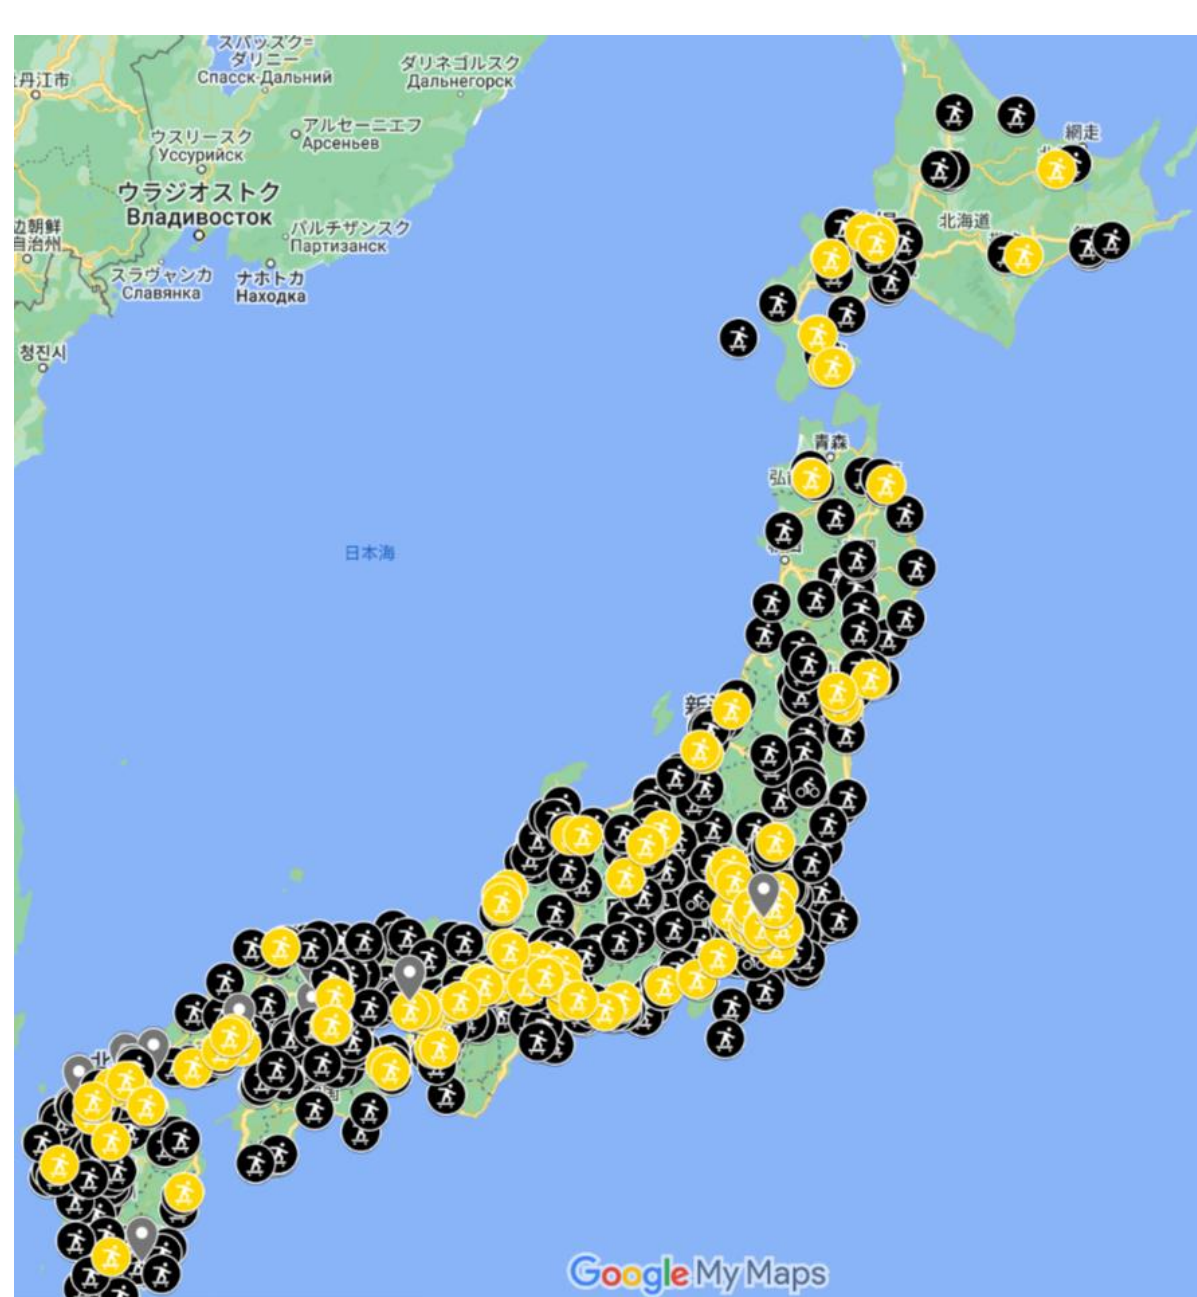 スパッスク=
ダリニー
Спасск-Дальний
ダリネゴルスク
Дальнегорск
丹江市
ウスリースク
Уссурийск
アルセーニエフ
Арсеньев
網走
ウラジオストク
Владивосток
パルチザンスク
Партизанск
北海道
辺朝鮮
自治州
スラヴャンカ
Славянка
ナホトカ
Находка
청진시
青森
弘
日本海
新
北
Google My Maps